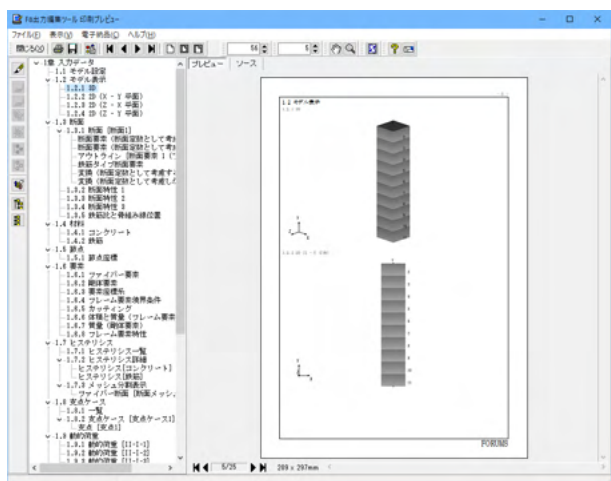 F8出力編集ツール 印刷プレビュー
ファイル(F) 表示(V) 電子納品(C) ヘルプ(H)
閉じる(X) 56 5
プレビュー ソース
1章 入力データ
1.1 モデル設定
1.2 モデル表示
1.2.1 3D
1.2.2 2D (X - Y 平面)
1.2.3 2D (Z - X 平面)
1.2.4 2D (Z - Y 平面)
1.3 断面
1.3.1 断面 [断面1]
断面要素 (断面定数として考
断面要素 (断面定数として考
アウトライン [断面要素 1 (
鉄筋タイプ断面要素
変換 (断面定数として考慮す
変換 (断面定数として考慮し
1.3.2 断面特性 1
1.3.3 断面特性 2
1.3.4 断面特性 3
1.3.5 鉄筋比と骨組み線位置
1.4 材料
1.4.1 コンクリート
1.4.2 鉄筋
1.5 節点
1.5.1 節点座標
1.6 要素
1.6.1 ファイバー要素
1.6.2 剛体要素
1.6.3 要素座標系
1.6.4 フレーム要素境界条件
1.6.5 カッティング
1.6.6 体積と質量 (フレーム要素
1.6.7 質量 (剛体要素)
1.6.8 フレーム要素特性
1.7 ヒステリシス
1.7.1 ヒステリシス一覧
1.7.2 ヒステリシス詳細
ヒステリシス[コンクリート]
ヒステリシス[鉄筋]
1.7.3 メッシュ分割表示
ファイバー断面 [断面メッシ
1.8 支点ケース
1.8.1 一覧
1.8.2 支点ケース [支点ケース1]
支点 [支点1]
1.9 動的荷重
1.9.1 動的荷重 [II-I-1]
1.9.2 動的荷重 [II-I-2]
1.9.3 動的荷重 [II-I-3]
1.2 モデル表示
FORUM8
5/25 209 x 297mm